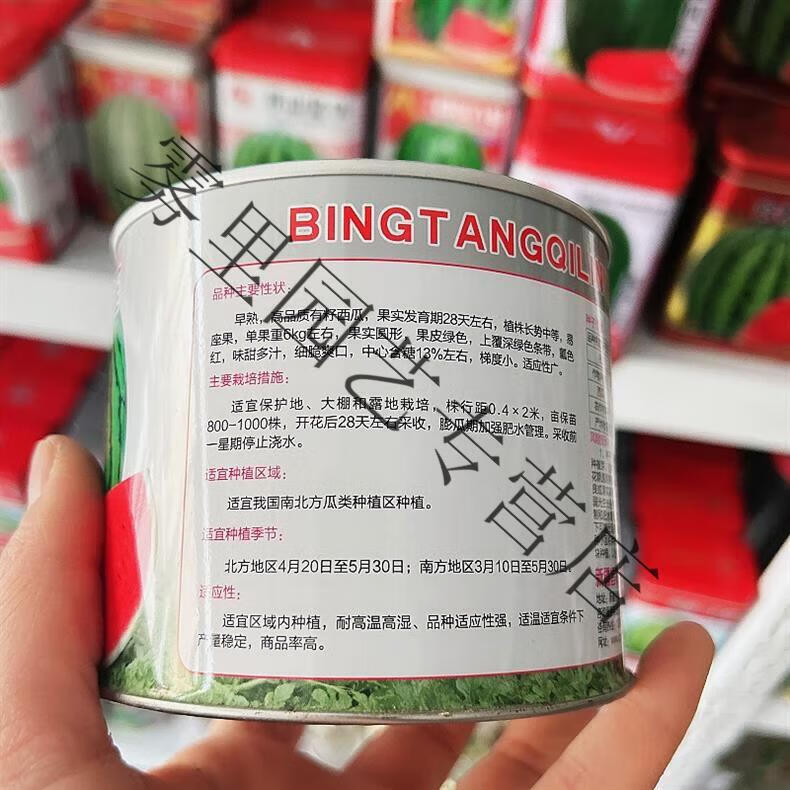 BINGTANGQILIN
品种主要性状:
早熟,高品质有籽西瓜,果实发育期28天左右,植株长势中等,易
座果,单果重6kg左右,果实圆形,果皮绿色,上覆深绿色条带,瓤色
红,味甜多汁,细脆爽口,中心含糖13%左右,梯度小。适应性广。
主要栽培措施:
适宜保护地、大棚和露地栽培,株行距0.4×2米,亩保苗
800-1000株,开花后28天左右采收,膨瓜期加强肥水管理。采收前
一星期停止浇水。
适宜种植区域:
适宜我国南北方瓜类种植区种植。
适宜种植季节:
北方地区4月20日至5月30日;南方地区3月10日至5月30日。
适应性:
适宜区域内种植,耐高温高湿、品种适应性强,适温适宜条件下
产量稳定,商品率高。
雾里园艺专营店